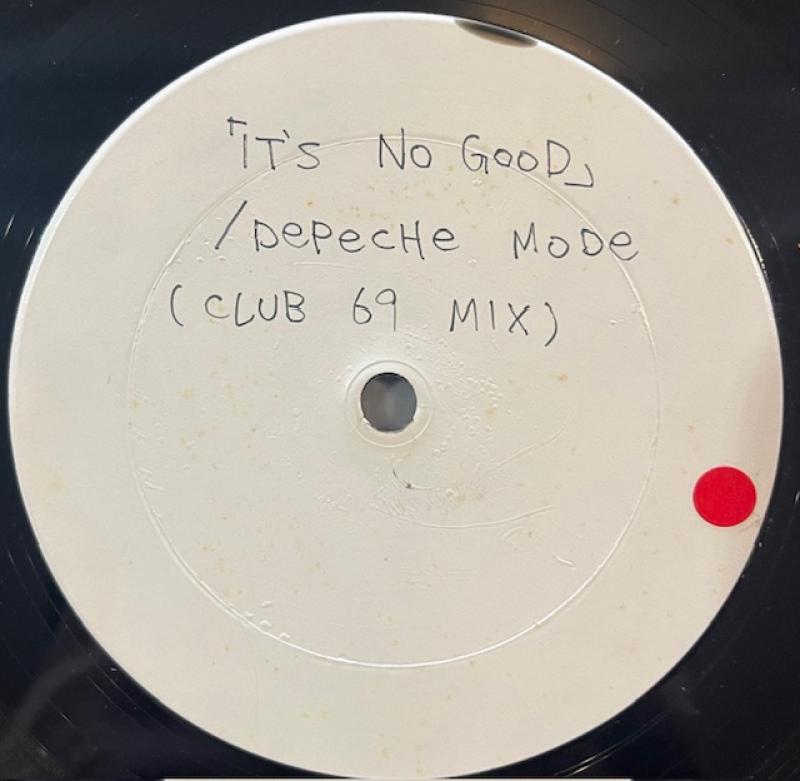 「IT'S NO GOOD」
/DePeCHe MODe
(CLUB 69 MIX)